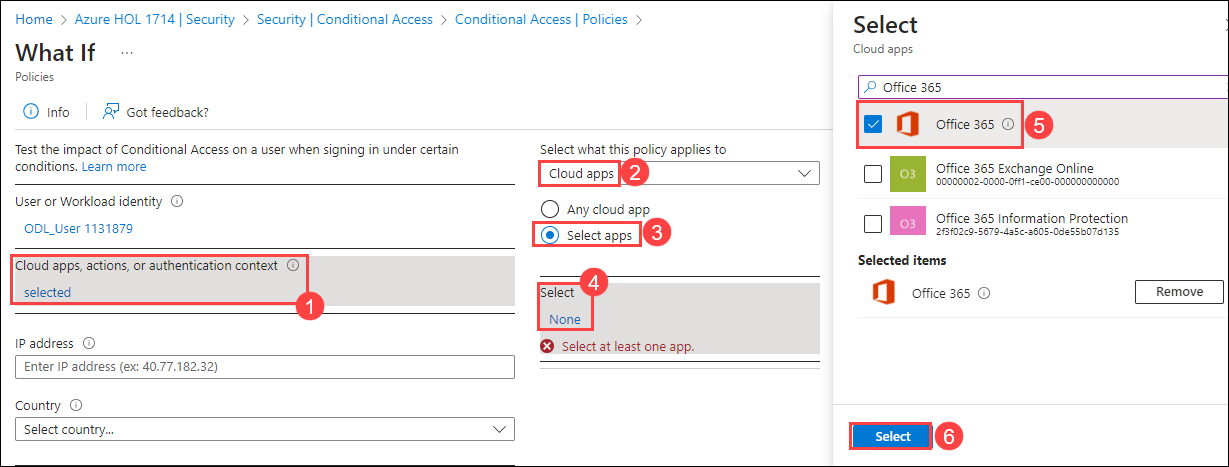 Home > Azure HOL 1714 | Security > Security | Conditional Access > Conditional Access | Policies >
What If ...
Policies
Info
Got feedback?
Test the impact of Conditional Access on a user when signing in under certain
conditions. Learn more
User or Workload identity
ODL_User 1131879
Cloud apps, actions, or authentication context
selected
1
IP address
Enter IP address (ex: 40.77.182.32)
Country
Select country...
Select what this policy applies to
Cloud apps
2
Any cloud app
Select apps
3
4
Select
None
Select at least one app.
Select
Cloud apps
Office 365
Office 365
5
O3
Office 365 Exchange Online
00000002-0000-0ff1-ce00-000000000000
O3
Office 365 Information Protection
2f3f02c9-5679-4a5c-a605-0de55b07d135
Selected items
Office 365
Remove
Select
6